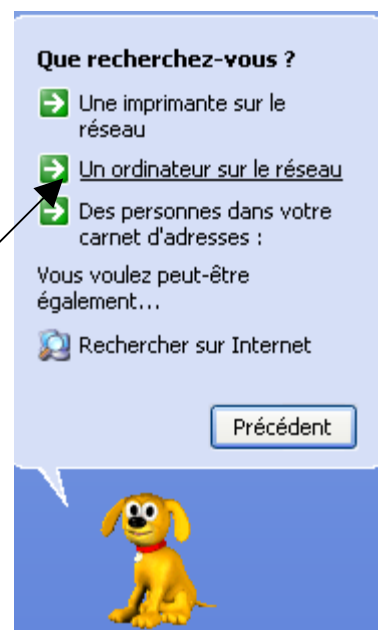 Que recherchez-vous ?
Une imprimante sur le
réseau
Un ordinateur sur le réseau
Des personnes dans votre
carnet d'adresses :
Vous voulez peut-être
également...
Rechercher sur Internet
Précédent